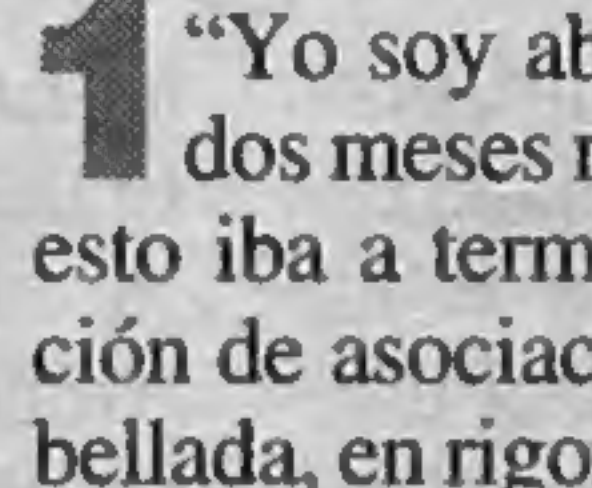 1 “Yo soy ab
dos meses
esto iba a term
ción de asociac
bellada, en rigo